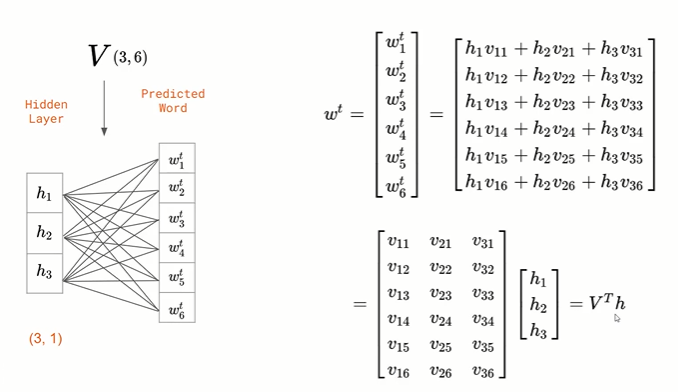 V (3, 6)
Hidden
Layer
Predicted
Word
h₁
h₂
h₃
w₁ᵗ
w₂ᵗ
w₃ᵗ
w₄ᵗ
w₅ᵗ
w₆ᵗ
(3, 1)
wᵗ = [w₁ᵗ w₂ᵗ w₃ᵗ w₄ᵗ w₅ᵗ w₆ᵗ] =
h₁v₁₁ + h₂v₂₁ + h₃v₃₁
h₁v₁₂ + h₂v₂₂ + h₃v₃₂
h₁v₁₃ + h₂v₂₃ + h₃v₃₃
h₁v₁₄ + h₂v₂₄ + h₃v₃₄
h₁v₁₅ + h₂v₂₅ + h₃v₃₅
h₁v₁₆ + h₂v₂₆ + h₃v₃₆
v₁₁ v₂₁ v₃₁
v₁₂ v₂₂ v₃₂
v₁₃ v₂₃ v₃₃ h₁
= v₁₄ v₂₄ v₃₄ h₂ = Vᵀh
v₁₅ v₂₅ v₃₅ h₃
v₁₆ v₂₆ v₃₆